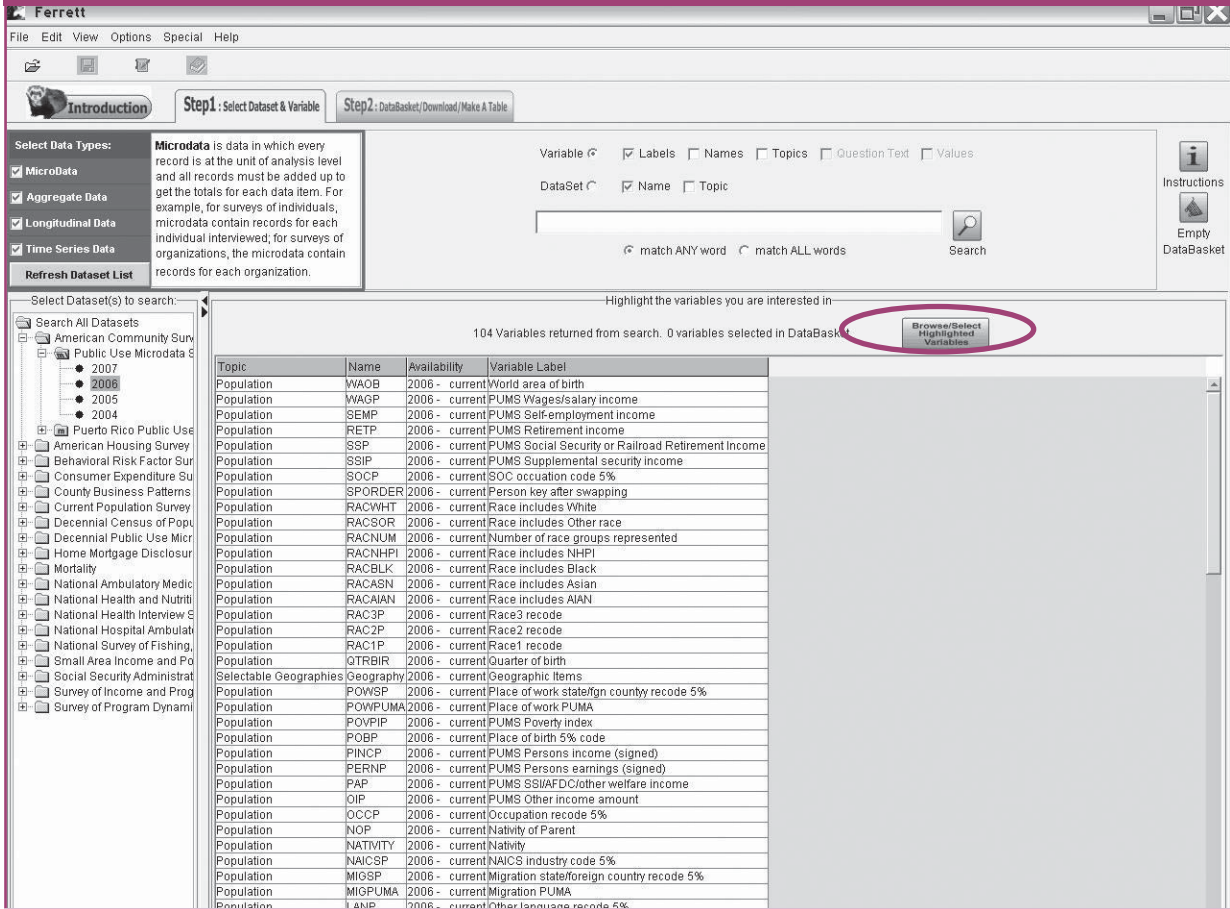 Ferrett
File Edit View Options Special Help
Introduction
Step1 : Select Dataset & Variable
Step2 : DataBasket/Download/Make A Table
Select Data Types:
MicroData
Aggregate Data
Longitudinal Data
Time Series Data
Refresh Dataset List
Microdata is data in which every
record is at the unit of analysis level
and all records must be added up to
get the totals for each data item. For
example, for surveys of individuals,
microdata contain records for each
individual interviewed; for surveys of
organizations, the microdata contain
records for each organization.
Variable Labels Names Topics Question Text Values
DataSet Name Topic
match ANY word match ALL words
Search
Instructions
Empty
DataBasket
Select Dataset(s) to search:
Search All Datasets
American Community Surv
Public Use Microdata S
2007
2006
2005
2004
Puerto Rico Public Use
American Housing Survey
Behavioral Risk Factor Sur
Consumer Expenditure Su
County Business Patterns
Current Population Survey
Decennial Census of Popu
Decennial Public Use Micr
Home Mortgage Disclosur
Mortality
National Ambulatory Medic
National Health and Nutriti
National Health Interview S
National Hospital Ambulat
National Survey of Fishing,
Small Area Income and Po
Social Security Administrat
Survey of Income and Prog
Survey of Program Dynami
Highlight the variables you are interested in
104 Variables returned from search. 0 variables selected in DataBasket
Browse/Select
Highlighted
Variables
Topic Name Availability Variable Label
Population WAOB 2006 - current World area of birth
Population WAGP 2006 - current PUMS Wages/salary income
Population SEMP 2006 - current PUMS Self-employment income
Population RETP 2006 - current PUMS Retirement income
Population SSP 2006 - current PUMS Social Security or Railroad Retirement Income
Population SSIP 2006 - current PUMS Supplemental security income
Population SOCP 2006 - current SOC occuation code 5%
Population SPORDER 2006 - current Person key after swapping
Population RACWHT 2006 - current Race includes White
Population RACSOR 2006 - current Race includes Other race
Population RACNUM 2006 - current Number of race groups represented
Population RACNHPI 2006 - current Race includes NHPI
Population RACBLK 2006 - current Race includes Black
Population RACASN 2006 - current Race includes Asian
Population RACAIAN 2006 - current Race includes AIAN
Population RAC3P 2006 - current Race3 recode
Population RAC2P 2006 - current Race2 recode
Population RAC1P 2006 - current Race1 recode
Population QTRBIR 2006 - current Quarter of birth
Selectable Geographies Geography 2006 - current Geographic Items
Population POWSP 2006 - current Place of work state/fgn countyy recode 5%
Population POWPUMA 2006 - current Place of work PUMA
Population POVPIP 2006 - current PUMS Poverty index
Population POBP 2006 - current Place of birth 5% code
Population PINCP 2006 - current PUMS Persons income (signed)
Population PERNP 2006 - current PUMS Persons earnings (signed)
Population PAP 2006 - current PUMS SSI/AFDC/other welfare income
Population OIP 2006 - current PUMS Other income amount
Population OCCP 2006 - current Occupation recode 5%
Population NOP 2006 - current Nativity of Parent
Population NATIVITY 2006 - current Nativity
Population NAICSP 2006 - current NAICS industry code 5%
Population MIGSP 2006 - current Migration state/foreign country recode 5%
Population MIGPUMA 2006 - current Migration PUMA
Population LANP 2006 - current Other language recode 5%